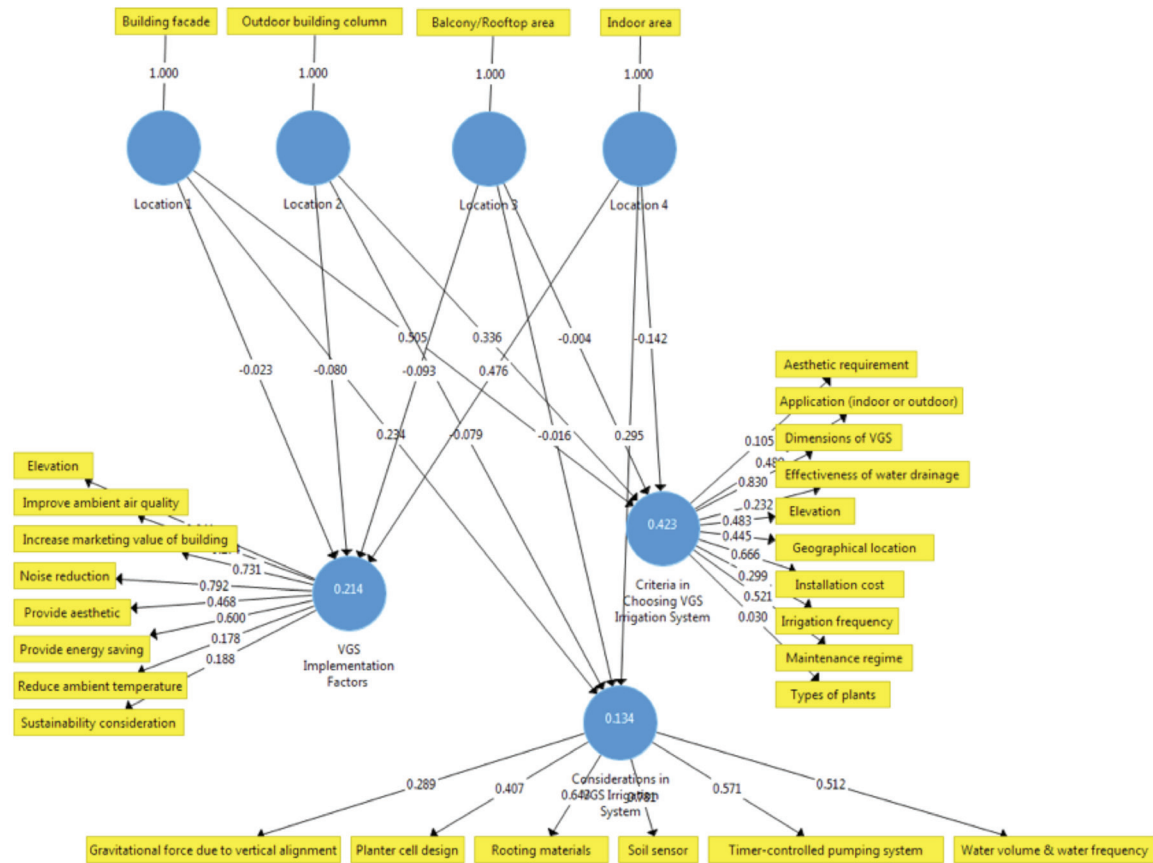 Building facade
Outdoor building column
Balcony/Rooftop area
Indoor area
1.000
1.000
1.000
1.000
Location 1
Location 2
Location 3
Location 4
0.505
0.336
-0.004
-0.142
-0.023
-0.080
-0.093
0.476
0.234
-0.079
-0.016
0.295
Aesthetic requirement
Application (indoor or outdoor)
Dimensions of VGS
Effectiveness of water drainage
Elevation
Geographical location
Installation cost
Irrigation frequency
Maintenance regime
Types of plants
0.105
0.830
0.232
0.483
0.445
0.666
0.299
0.521
0.030
0.423
Criteria in
Choosing VGS
Irrigation System
Elevation
Improve ambient air quality
Increase marketing value of building
Noise reduction
Provide aesthetic
Provide energy saving
Reduce ambient temperature
Sustainability consideration
0.731
0.792
0.468
0.600
0.178
0.188
0.214
VGS
Implementation
Factors
0.134
Considerations in
VGS Irrigation
System
0.289
0.407
0.571
0.512
Gravitational force due to vertical alignment
Planter cell design
Rooting materials
Soil sensor
Timer-controlled pumping system
Water volume & water frequency